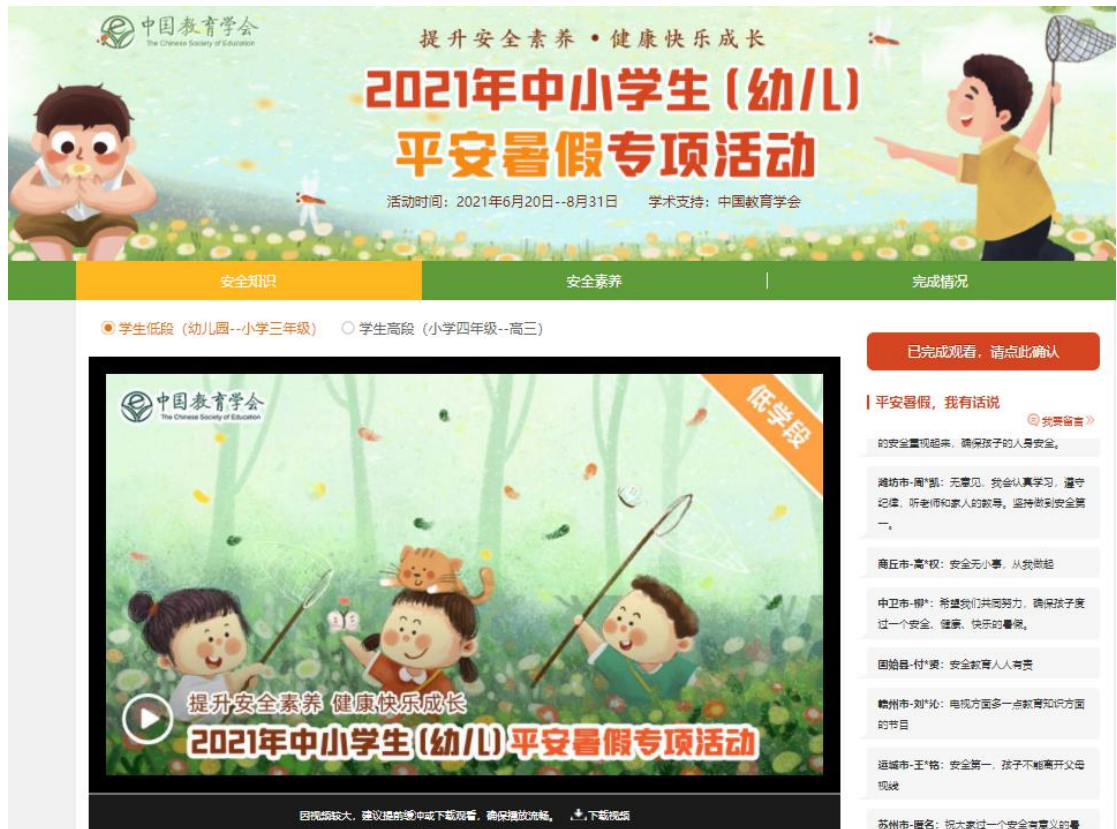 中国教育学会
The Chinese Society of Education
提升安全素养•健康快乐成长
2021年中小学生(幼儿)
平安暑假专项活动
活动时间：2021年6月20日--8月31日 学术支持：中国教育学会
安全知识 安全素养 完成情况
学生低段（幼儿园--小学三年级） 学生高段（小学四年级--高三）
中国教育学会
The Chinese Society of Education
低学段
提升安全素养 健康快乐成长
2021年中小学生(幼儿)平安暑假专项活动
因视频较大，建议提前缓冲或下载观看，确保播放流畅。 下载视频
已完成观看，请点此确认
平安暑假，我有话说
我要留言
的安全重视起来，确保孩子的人身安全。
潍坊市-周*凯：无意见，我会认真学习，遵守
纪律，听老师和家人的教导。坚持做到安全第
一。
商丘市-高*权：安全无小事，从我做起
中卫市-柳*：希望我们共同努力，确保孩子度
过一个安全、健康、快乐的暑假。
固始县-付*：安全教育人人有责
赣州市-刘*沁：电视方面多一点教育知识方面
的节目
运城市-王*铭：安全第一，孩子不能离开父母
视线
苏州市-匿名：祝大家过一个安全有意义的暑